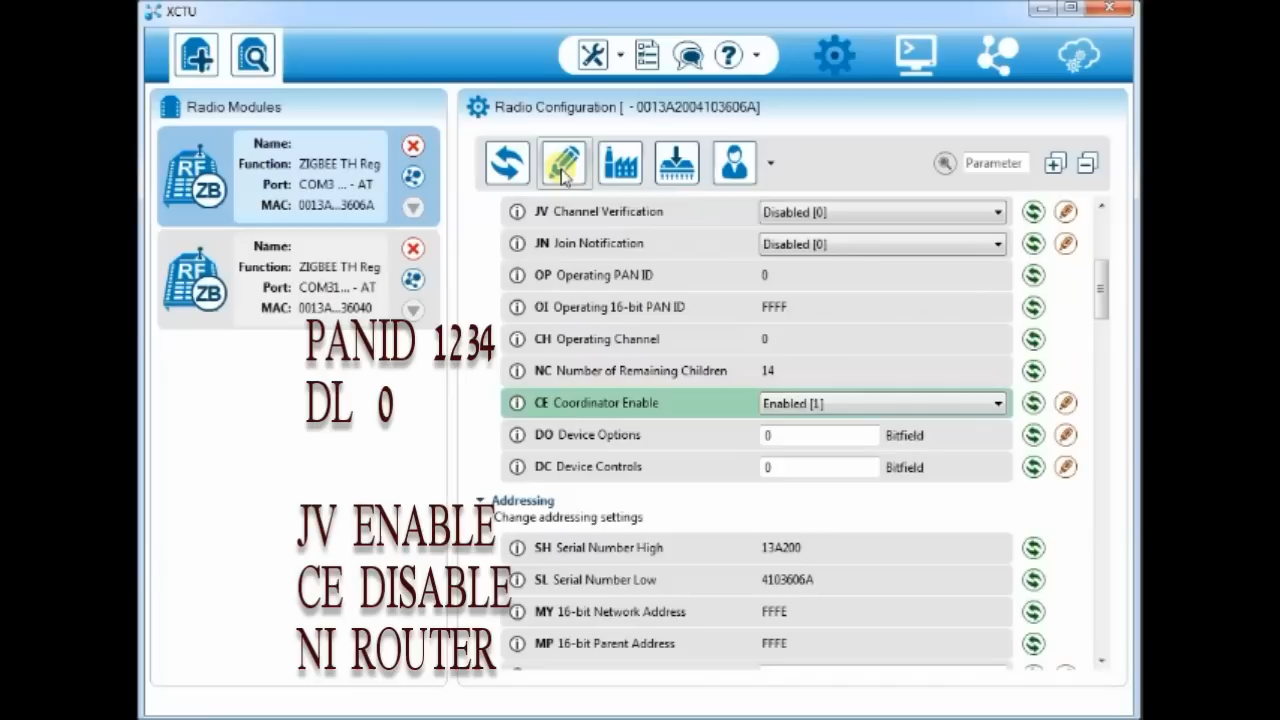 XCTU
Radio Modules
Name:
Function: ZIGBEE TH Reg
Port: COM3 ... - AT
MAC: 0013A...3606A
Name:
Function: ZIGBEE TH Reg
Port: COM31... - AT
MAC: 0013A...36040
PANID 1234
DL 0
JV ENABLE
CE DISABLE
NI ROUTER
Radio Configuration [ - 0013A2004103606A]
Parameter
JV Channel Verification Disabled [0]
JN Join Notification Disabled [0]
OP Operating PAN ID 0
OI Operating 16-bit PAN ID FFFF
CH Operating Channel 0
NC Number of Remaining Children 14
CE Coordinator Enable Enabled [1]
DO Device Options 0 Bitfield
DC Device Controls 0 Bitfield
Addressing
Change addressing settings
SH Serial Number High 13A200
SL Serial Number Low 4103606A
MY 16-bit Network Address FFFE
MP 16-bit Parent Address FFFE